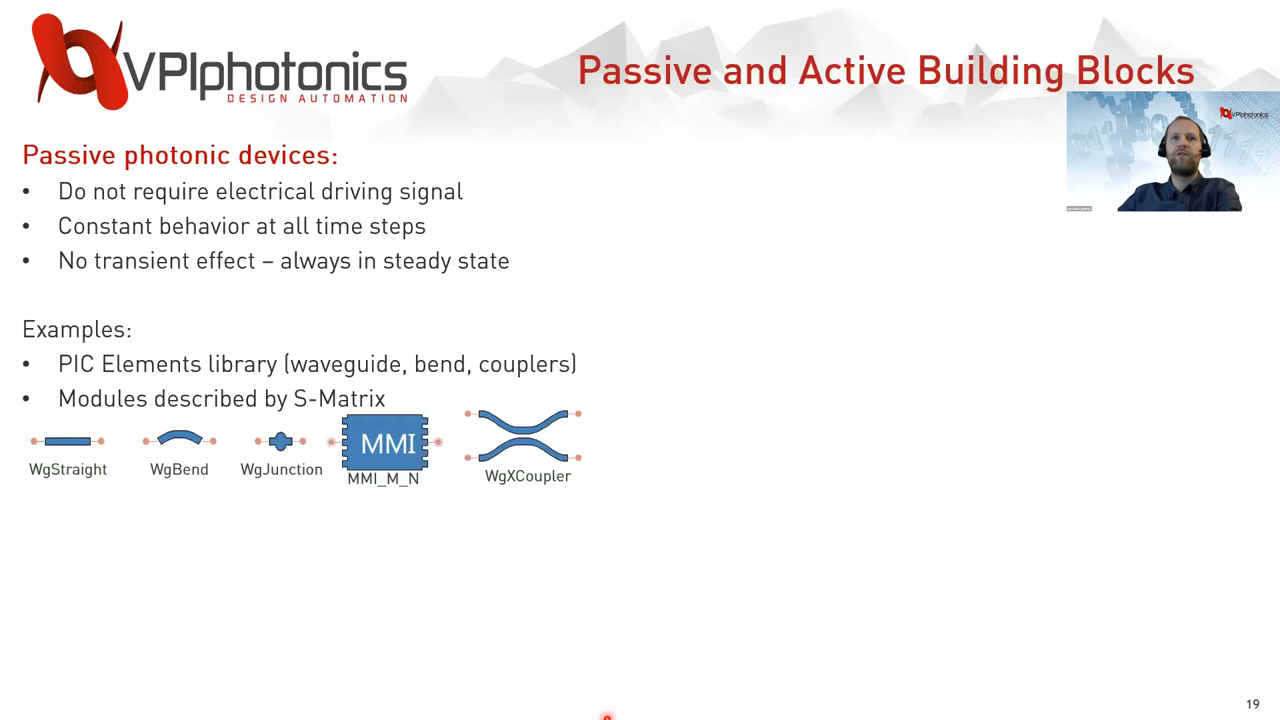 VPIphotonics
DESIGN AUTOMATION
Passive and Active Building Blocks
VPIphotonics
Passive photonic devices:
• Do not require electrical driving signal
• Constant behavior at all time steps
• No transient effect – always in steady state
Examples:
• PIC Elements library (waveguide, bend, couplers)
• Modules described by S-Matrix
MMI
WgStraight
WgBend
WgJunction
MMI_M_N
WgXCoupler
19